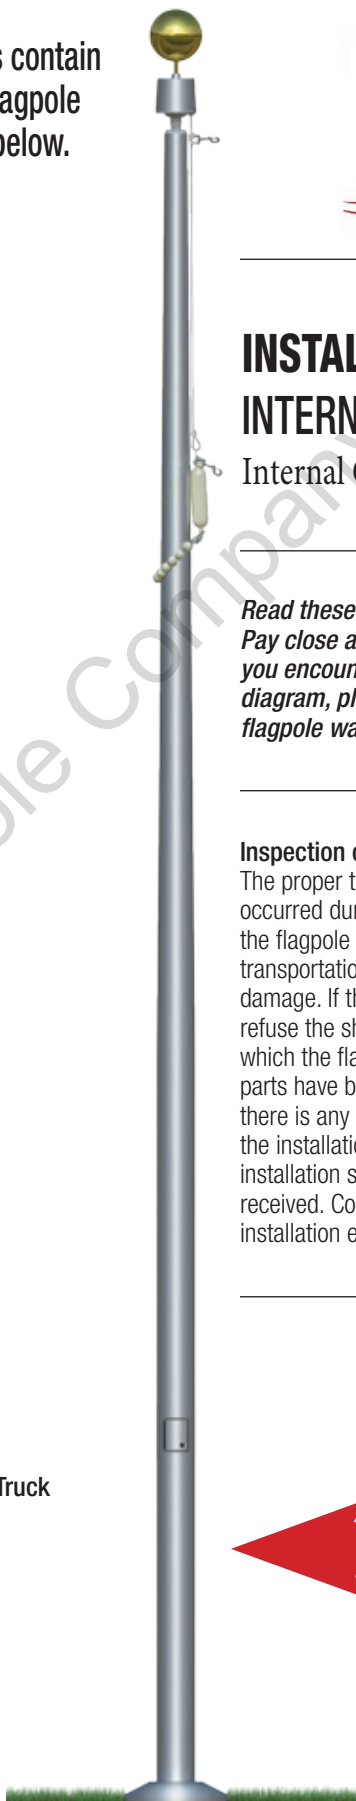 s contain
agpole
below.
INSTAL
INTERN
Internal
Read these
Pay close a
you encoun
diagram, pl
flagpole wa
Inspection
The proper t
occurred dur
the flagpole
transportatio
damage. If th
refuse the sh
which the fla
parts have b
there is any
the installatio
installation s
received. Co
installation e
Truck
ple Company